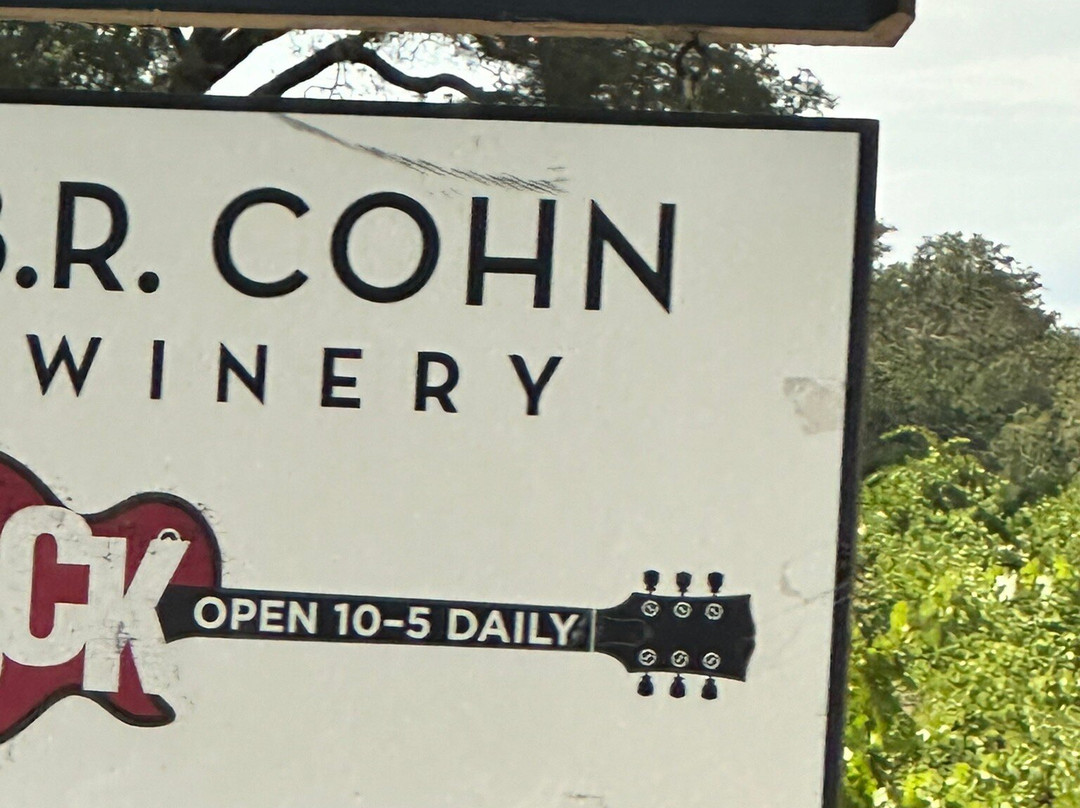 B.R. COHN
WINERY
CK
OPEN 10-5 DAILY